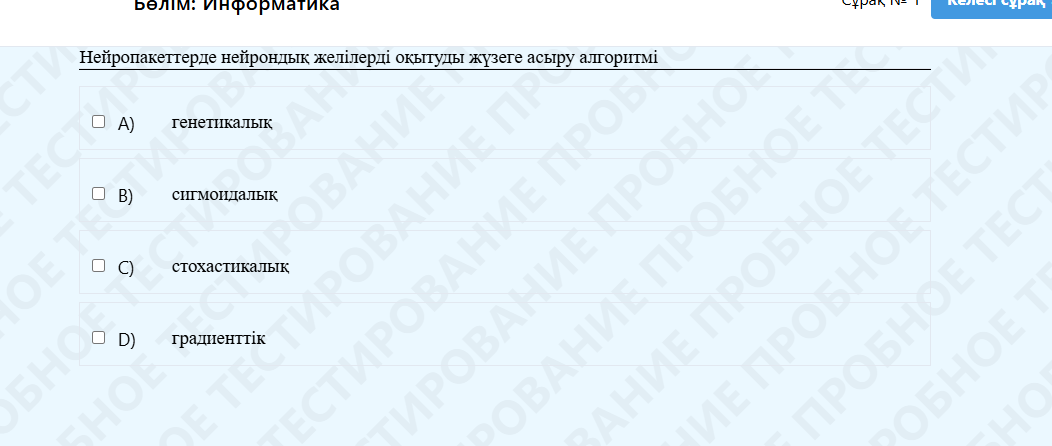 Бөлім: Информатика
Сұрақ № 1
Келесі сұрақ
Нейропакеттерде нейрондық желілерді оқытуды жүзеге асыру алгоритмі
A) генетикалық
B) сигмоидалық
C) стохастикалық
D) градиенттік
ПРОБНОЕ ТЕСТИРОВАНИЕ